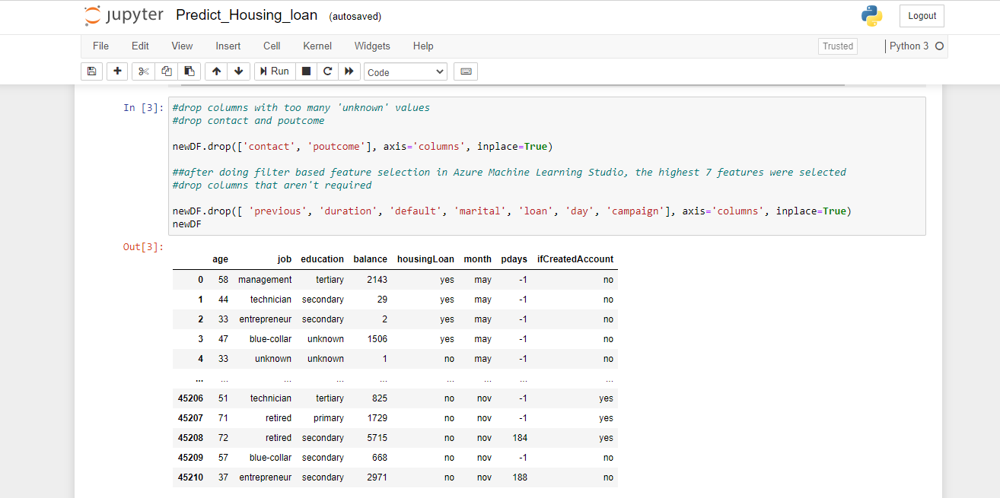 jupyter Predict_Housing_loan (autosaved) Logout
File Edit View Insert Cell Kernel Widgets Help Trusted Python 3
Run Code
In [3]: #drop columns with too many 'unknown' values
#drop contact and poutcome
newDF.drop(['contact', 'poutcome'], axis='columns', inplace=True)
##after doing filter based feature selection in Azure Machine Learning Studio, the highest 7 features were selected
#drop columns that aren't required
newDF.drop([ 'previous', 'duration', 'default', 'marital', 'loan', 'day', 'campaign'], axis='columns', inplace=True)
newDF
Out[3]:
age job education balance housingLoan month pdays ifCreatedAccount
0 58 management tertiary 2143 yes may -1 no
1 44 technician secondary 29 yes may -1 no
2 33 entrepreneur secondary 2 yes may -1 no
3 47 blue-collar unknown 1506 yes may -1 no
4 33 unknown unknown 1 no may -1 no
... ... ... ... ... ... ... ... ...
45206 51 technician tertiary 825 no nov -1 yes
45207 71 retired primary 1729 no nov -1 yes
45208 72 retired secondary 5715 no nov 184 yes
45209 57 blue-collar secondary 668 no nov -1 no
45210 37 entrepreneur secondary 2971 no nov 188 no